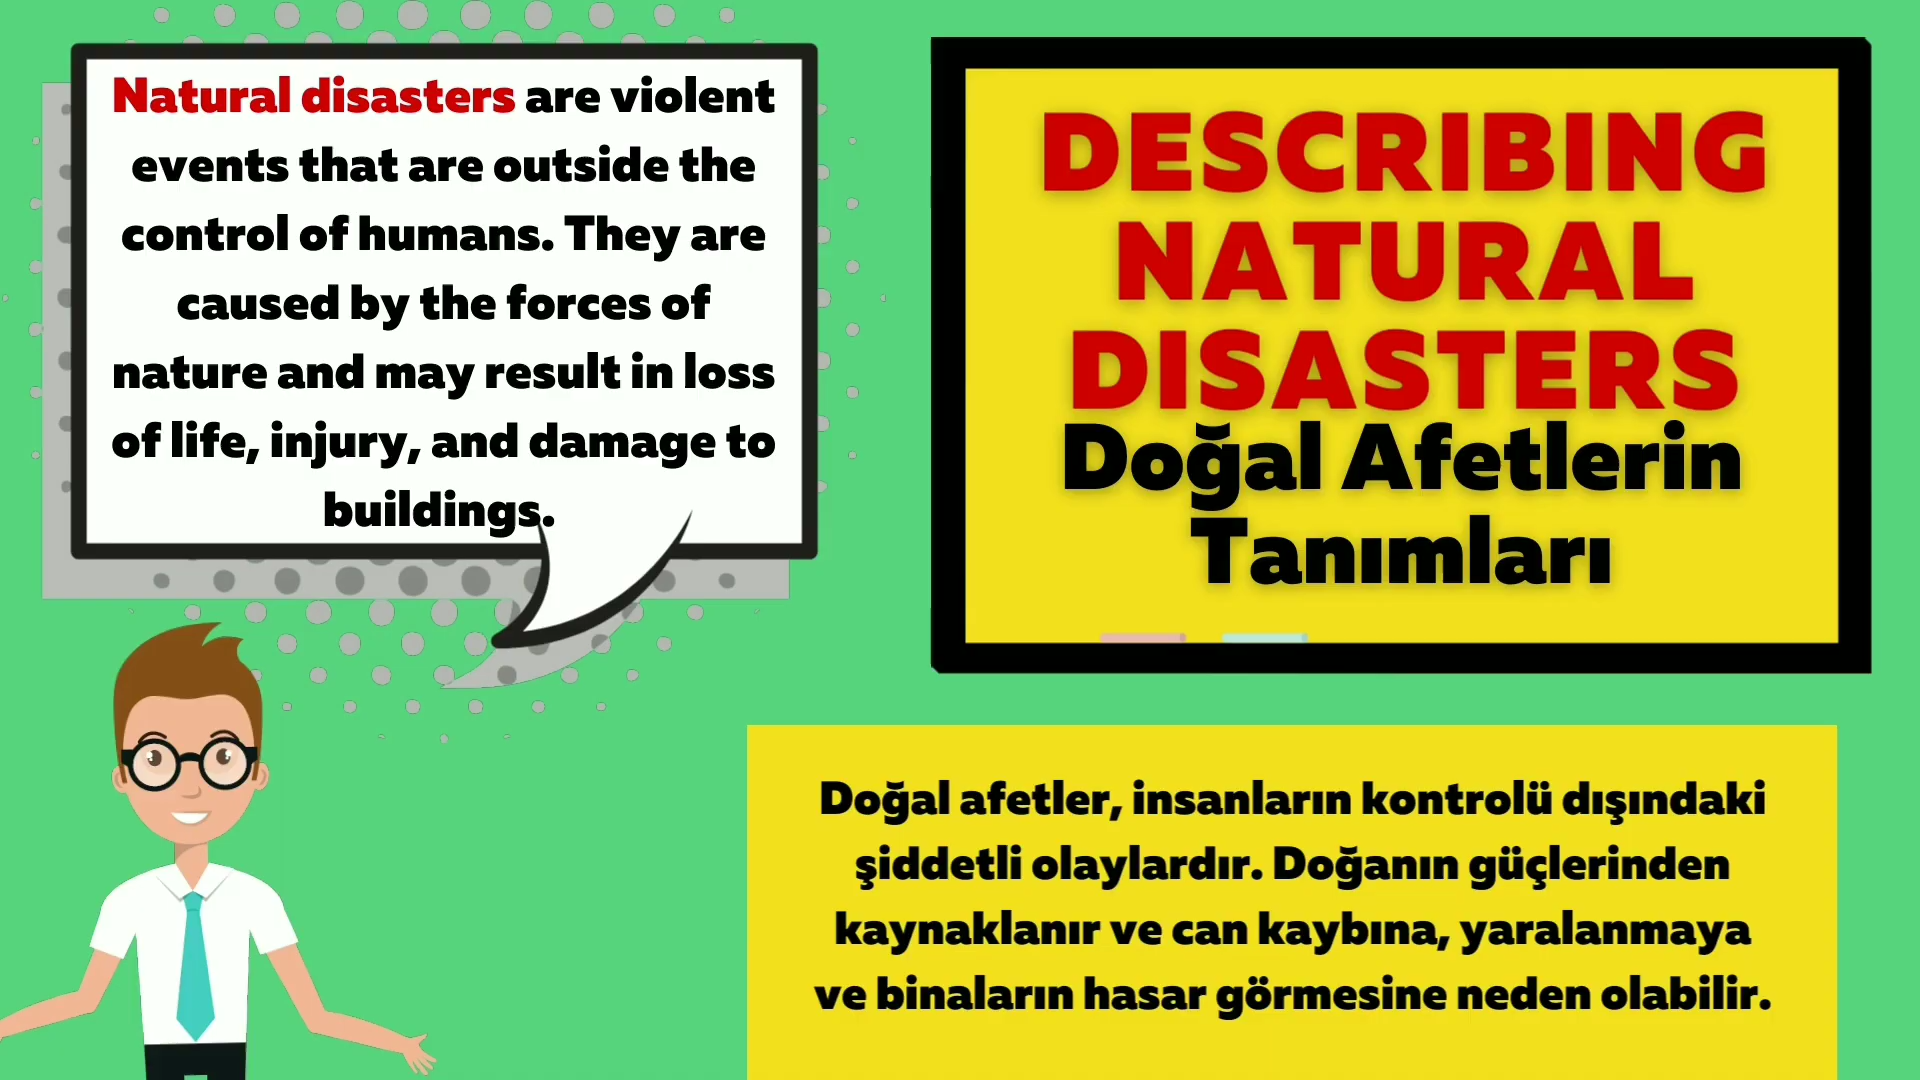 Natural disasters are violent
events that are outside the
control of humans. They are
caused by the forces of
nature and may result in loss
of life, injury, and damage to
buildings.
DESCRIBING
NATURAL
DISASTERS
Doğal Afetlerin
Tanımları
Doğal afetler, insanların kontrolü dışındaki
şiddetli olaylardır. Doğanın güçlerinden
kaynaklanır ve can kaybına, yaralanmaya
ve binaların hasar görmesine neden olabilir.